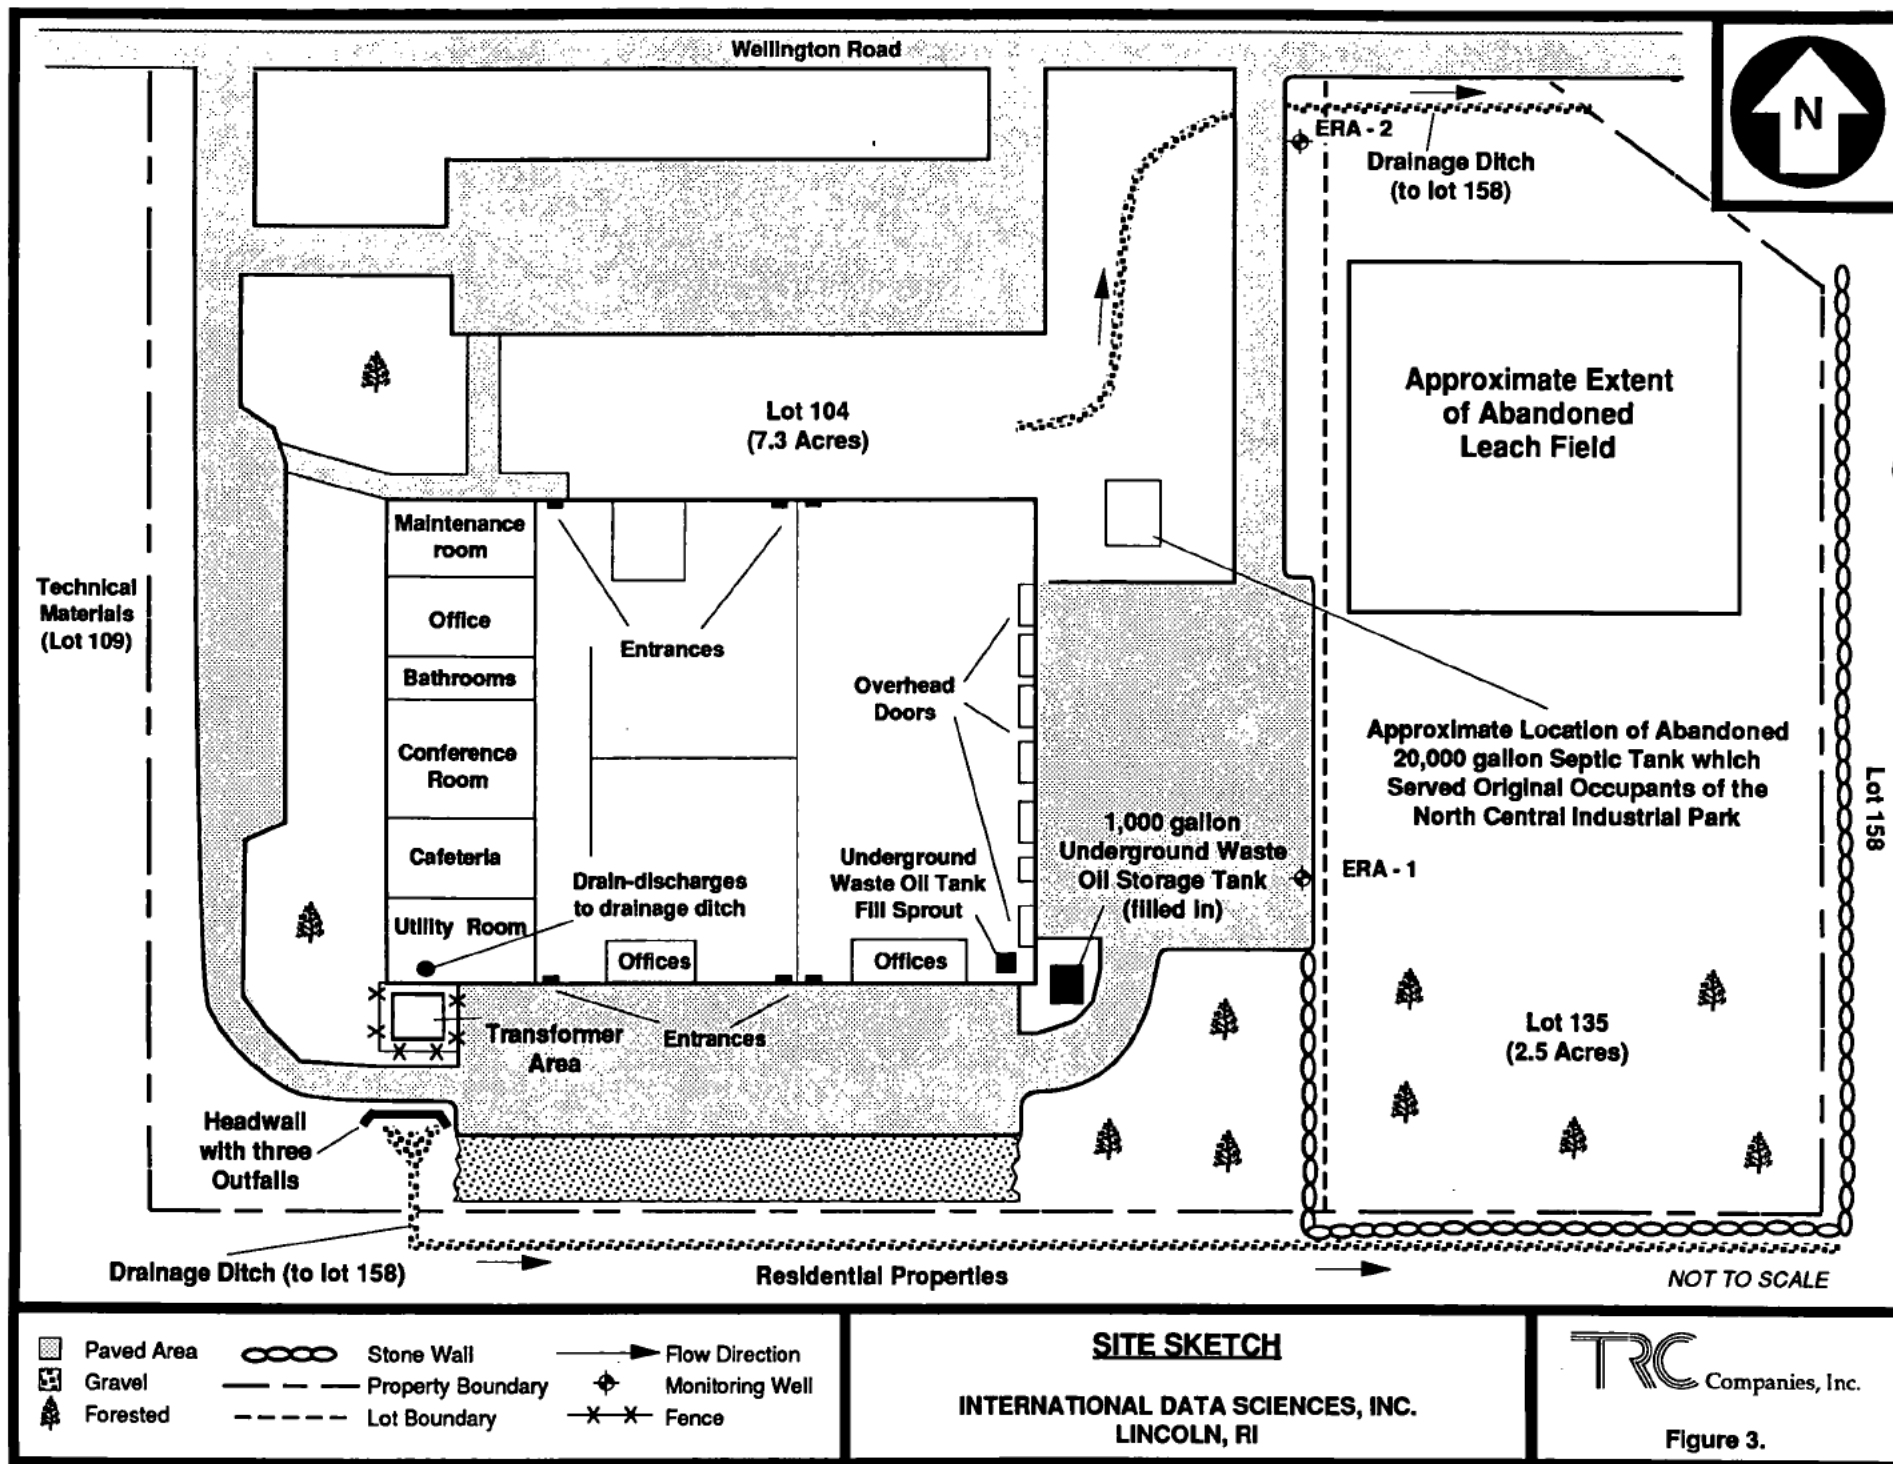 Wellington Road
N
ERA - 2
Drainage Ditch
(to lot 158)
Approximate Extent
of Abandoned
Leach Field
Lot 104
(7.3 Acres)
Maintenance
room
Office
Bathrooms
Conference
Room
Cafeteria
Utility Room
Technical
Materials
(Lot 109)
Entrances
Overhead
Doors
Approximate Location of Abandoned
20,000 gallon Septic Tank which
Served Original Occupants of the
North Central Industrial Park
Lot 158
1,000 gallon
Underground Waste
Oil Storage Tank
(filled in)
ERA - 1
Underground
Waste Oil Tank
Fill Sprout
Drain-discharges
to drainage ditch
Offices
Offices
Transformer
Area
Entrances
Lot 135
(2.5 Acres)
Headwall
with three
Outfalls
Drainage Ditch (to lot 158)
Residential Properties
NOT TO SCALE
Paved Area
Gravel
Forested
Stone Wall
Property Boundary
Lot Boundary
Flow Direction
Monitoring Well
Fence
SITE SKETCH
INTERNATIONAL DATA SCIENCES, INC.
LINCOLN, RI
TRC Companies, Inc.
Figure 3.